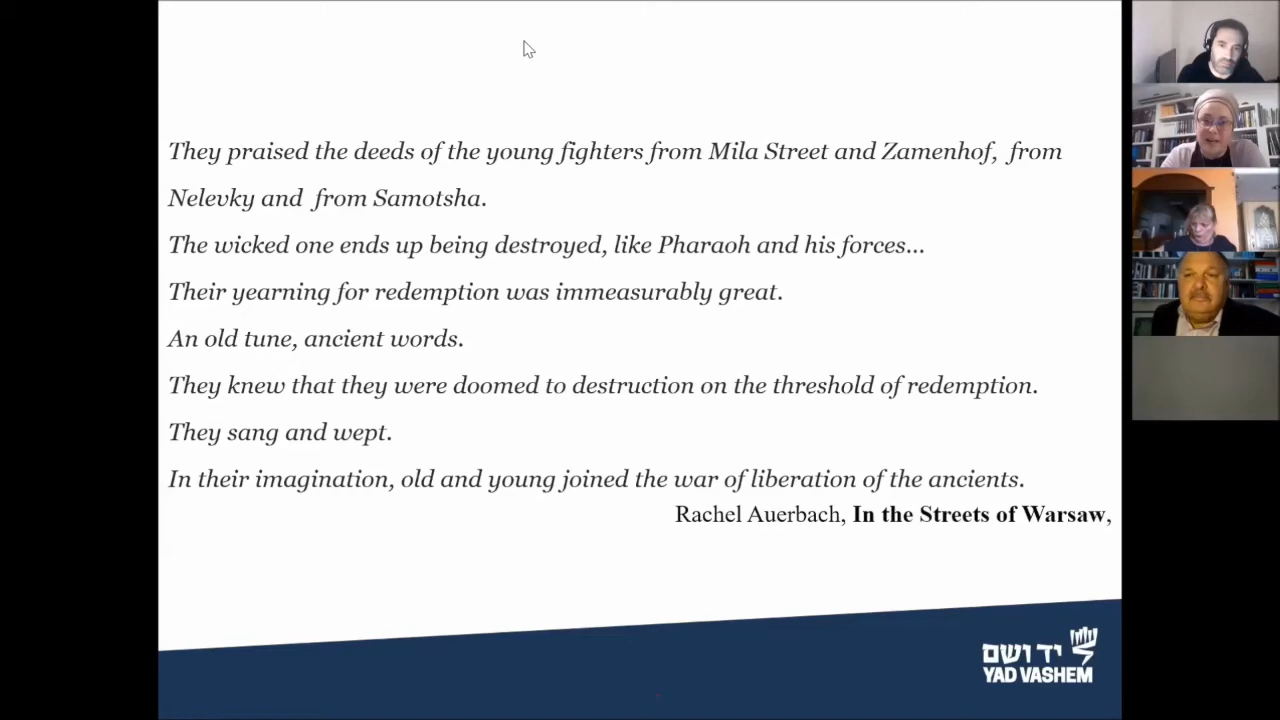 They praised the deeds of the young fighters from Mila Street and Zamenhof, from
Nelevky and from Samotsha.
The wicked one ends up being destroyed, like Pharaoh and his forces...
Their yearning for redemption was immeasurably great.
An old tune, ancient words.
They knew that they were doomed to destruction on the threshold of redemption.
They sang and wept.
In their imagination, old and young joined the war of liberation of the ancients.
Rachel Auerbach, In the Streets of Warsaw,
יד ושם
YAD VASHEM